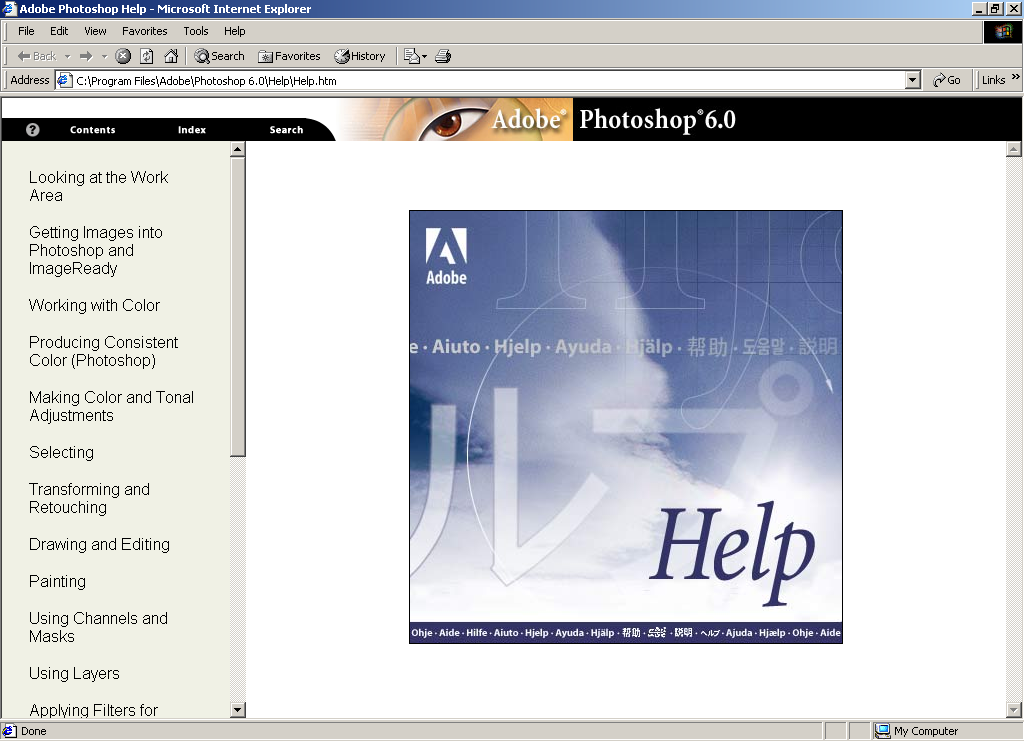 Adobe Photoshop Help - Microsoft Internet Explorer
File Edit View Favorites Tools Help
Back Search Favorites History
Address C:\Program Files\Adobe\Photoshop 6.0\Help\Help.htm Go Links »
? Contents Index Search Adobe® Photoshop®6.0
Looking at the Work
Area
Getting Images into
Photoshop and
ImageReady
Working with Color
Producing Consistent
Color (Photoshop)
Making Color and Tonal
Adjustments
Selecting
Transforming and
Retouching
Drawing and Editing
Painting
Using Channels and
Masks
Using Layers
Applying Filters for
Adobe
e · Aiuto · Hjelp · Ayuda · Hjälp · 帮助 · 도움말 · 説明
ルプ
Help
Ohje · Aide · Hilfe · Aiuto · Hjelp · Ayuda · Hjälp · 帮助 · 도움말 · 説明 · ヘルプ · Ajuda · Hjælp · Ohje · Aide
Done My Computer